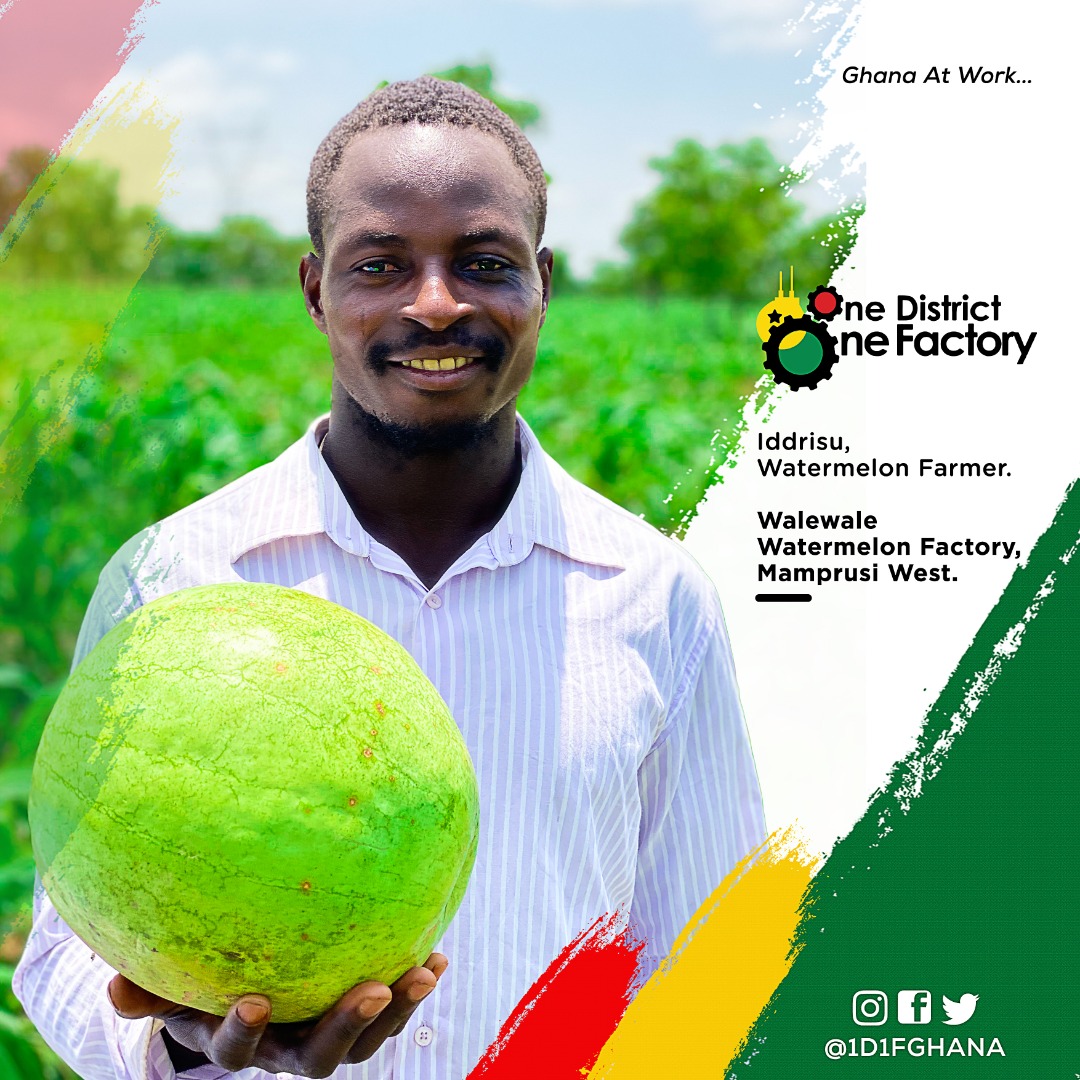 Ghana At Work...
One District
One Factory
Iddrisu,
Watermelon Farmer.
Walewale
Watermelon Factory,
Mamprusi West.
@1D1FGHANA